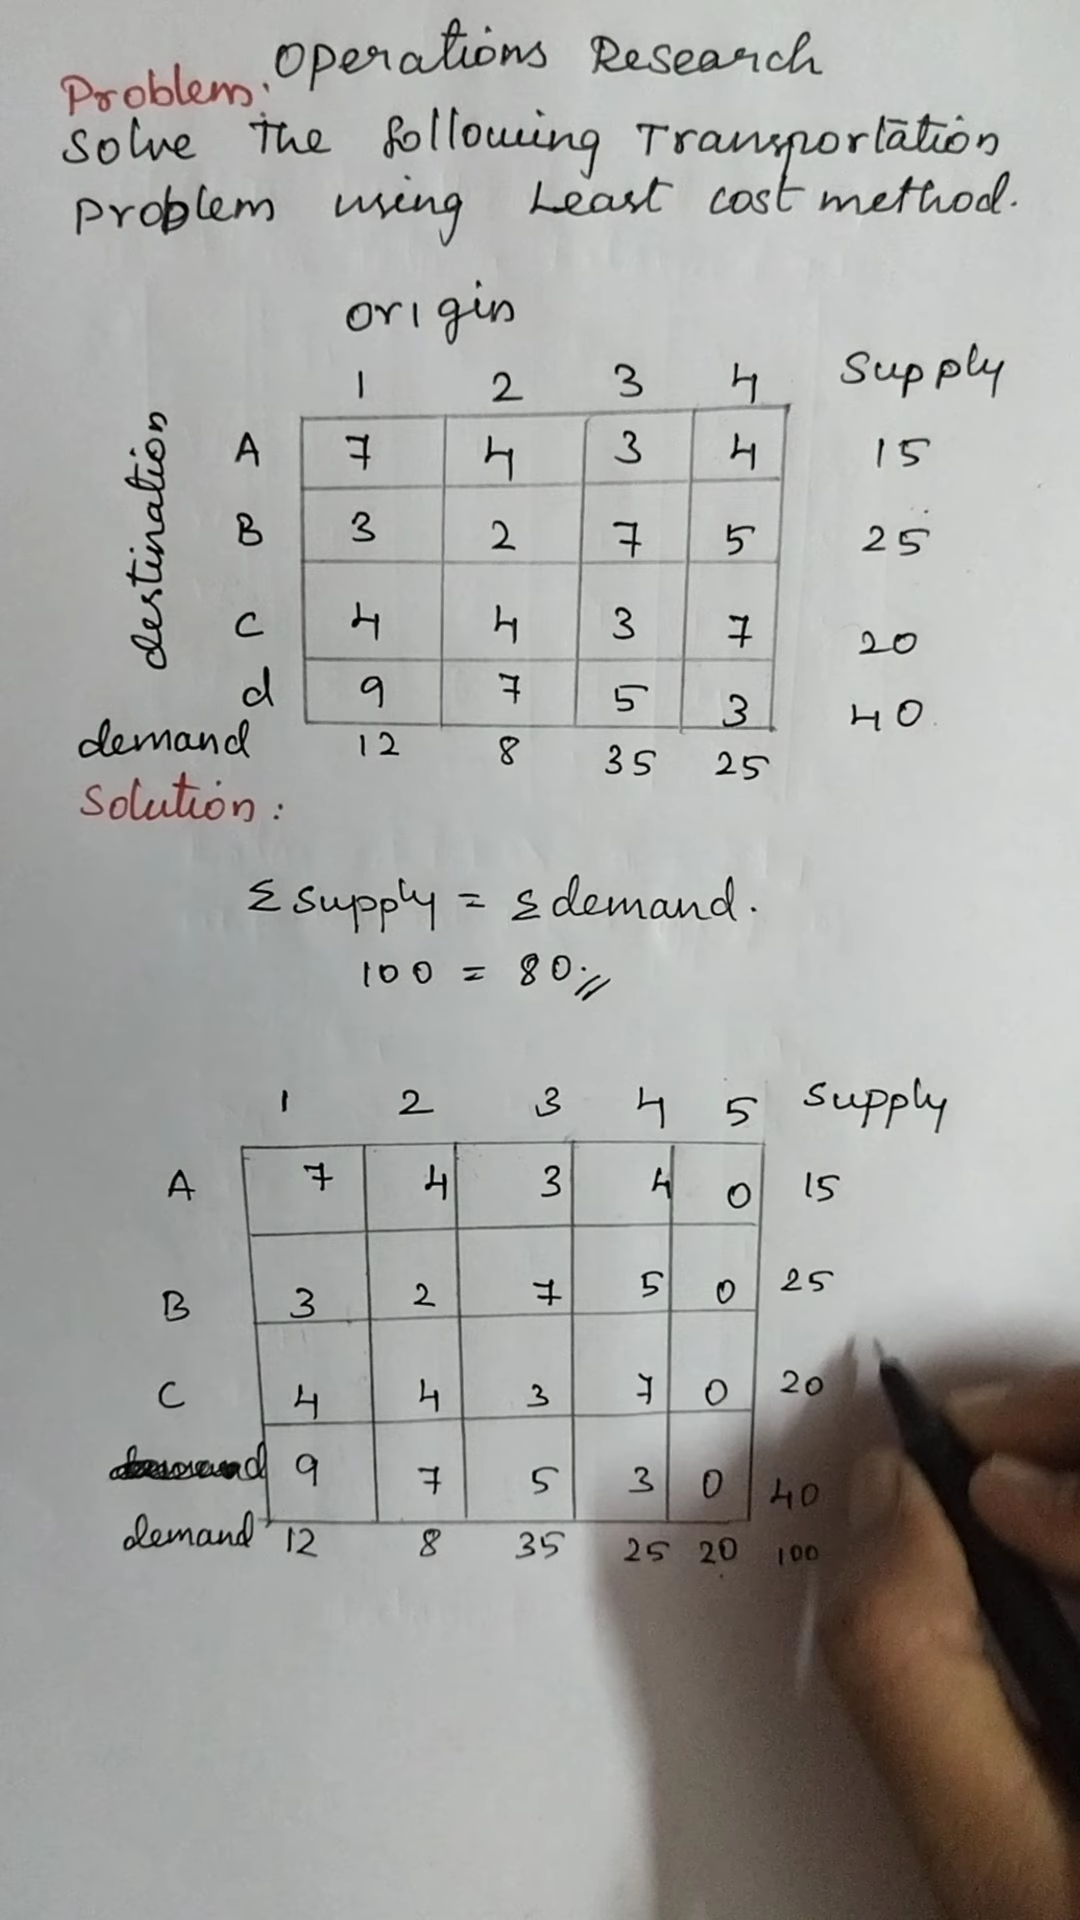 Operations Research
Problem:
Solve The following Transportation
problem using Least cost method.
origin
1 2 3 4 Supply
destination
A 7 4 3 4 15
B 3 2 7 5 25
C 4 4 3 7 20
d 9 7 5 3 40
demand 12 8 35 25
Solution:
Σ Supply = Σ demand.
100 = 80
1 2 3 4 5 Supply
A 7 4 3 4 0 15
B 3 2 7 5 0 25
C 4 4 3 7 0 20
9 7 5 3 0 40
demand 12 8 35 25 20 100